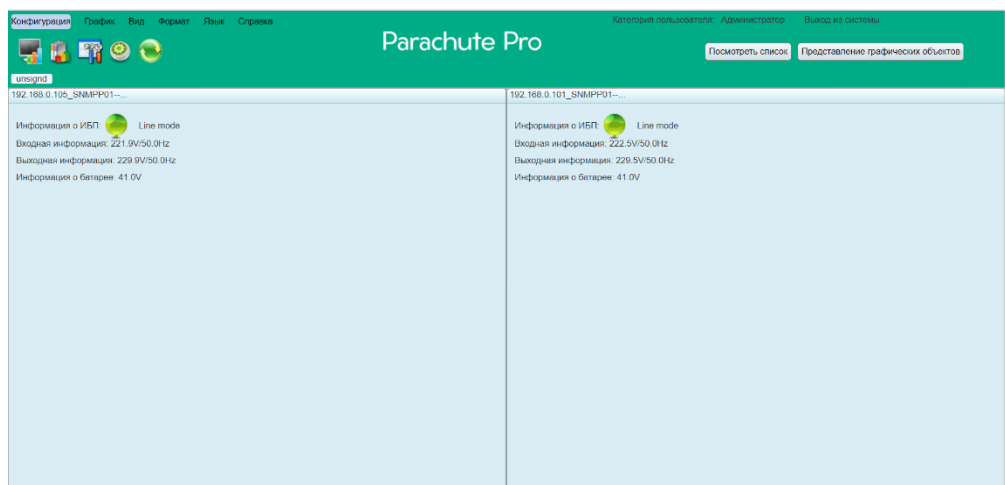 Конфигурация График Вид Формат Язык Справка
Категория пользователя: Администратор Выход из системы
Parachute Pro
Посмотреть список Представление графических объектов
unsignd
192.168.0.105_SNMPP01--...
Информация о ИБП: Line mode
Входная информация: 221.9V/50.0Hz
Выходная информация: 229.9V/50.0Hz
Информация о батарее: 41.0V
192.168.0.101_SNMPP01--...
Информация о ИБП: Line mode
Входная информация: 222.5V/50.0Hz
Выходная информация: 229.5V/50.0Hz
Информация о батарее: 41.0V